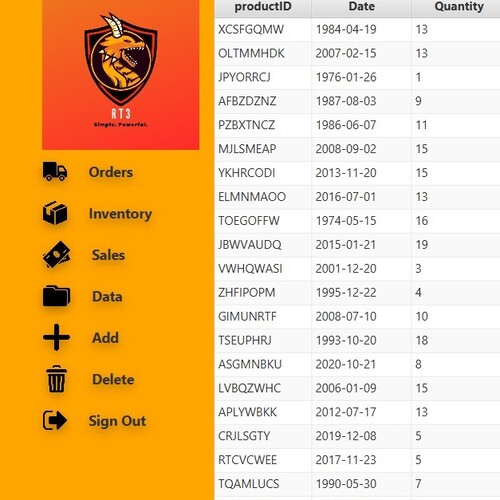 RT3
Simple. Powerful.
Orders
Inventory
Sales
Data
Add
Delete
Sign Out
productID Date Quantity
XCSFGQMW 1984-04-19 13
OLTMMHDK 2007-02-15 13
JPYORRCJ 1976-01-26 1
AFBZDZNZ 1987-08-03 9
PZBXTNCZ 1986-06-07 11
MJLSMEAP 2008-09-02 15
YKHRCODI 2013-11-20 15
ELMNMAOO 2016-07-01 13
TOEGOFFW 1974-05-15 16
JBWVAUDQ 2015-01-21 19
VWHQWASI 2001-12-20 3
ZHFIPOPM 1995-12-22 4
GIMUNRTF 2008-07-10 10
TSEUPHRJ 1993-10-20 18
ASGMNBKU 2020-10-21 8
LVBQZWHC 2006-01-09 15
APLYWBKK 2012-07-17 13
CRJLSGTY 2019-12-08 5
RTCVCWEE 2017-11-23 5
TQAMLUCS 1990-05-30 7